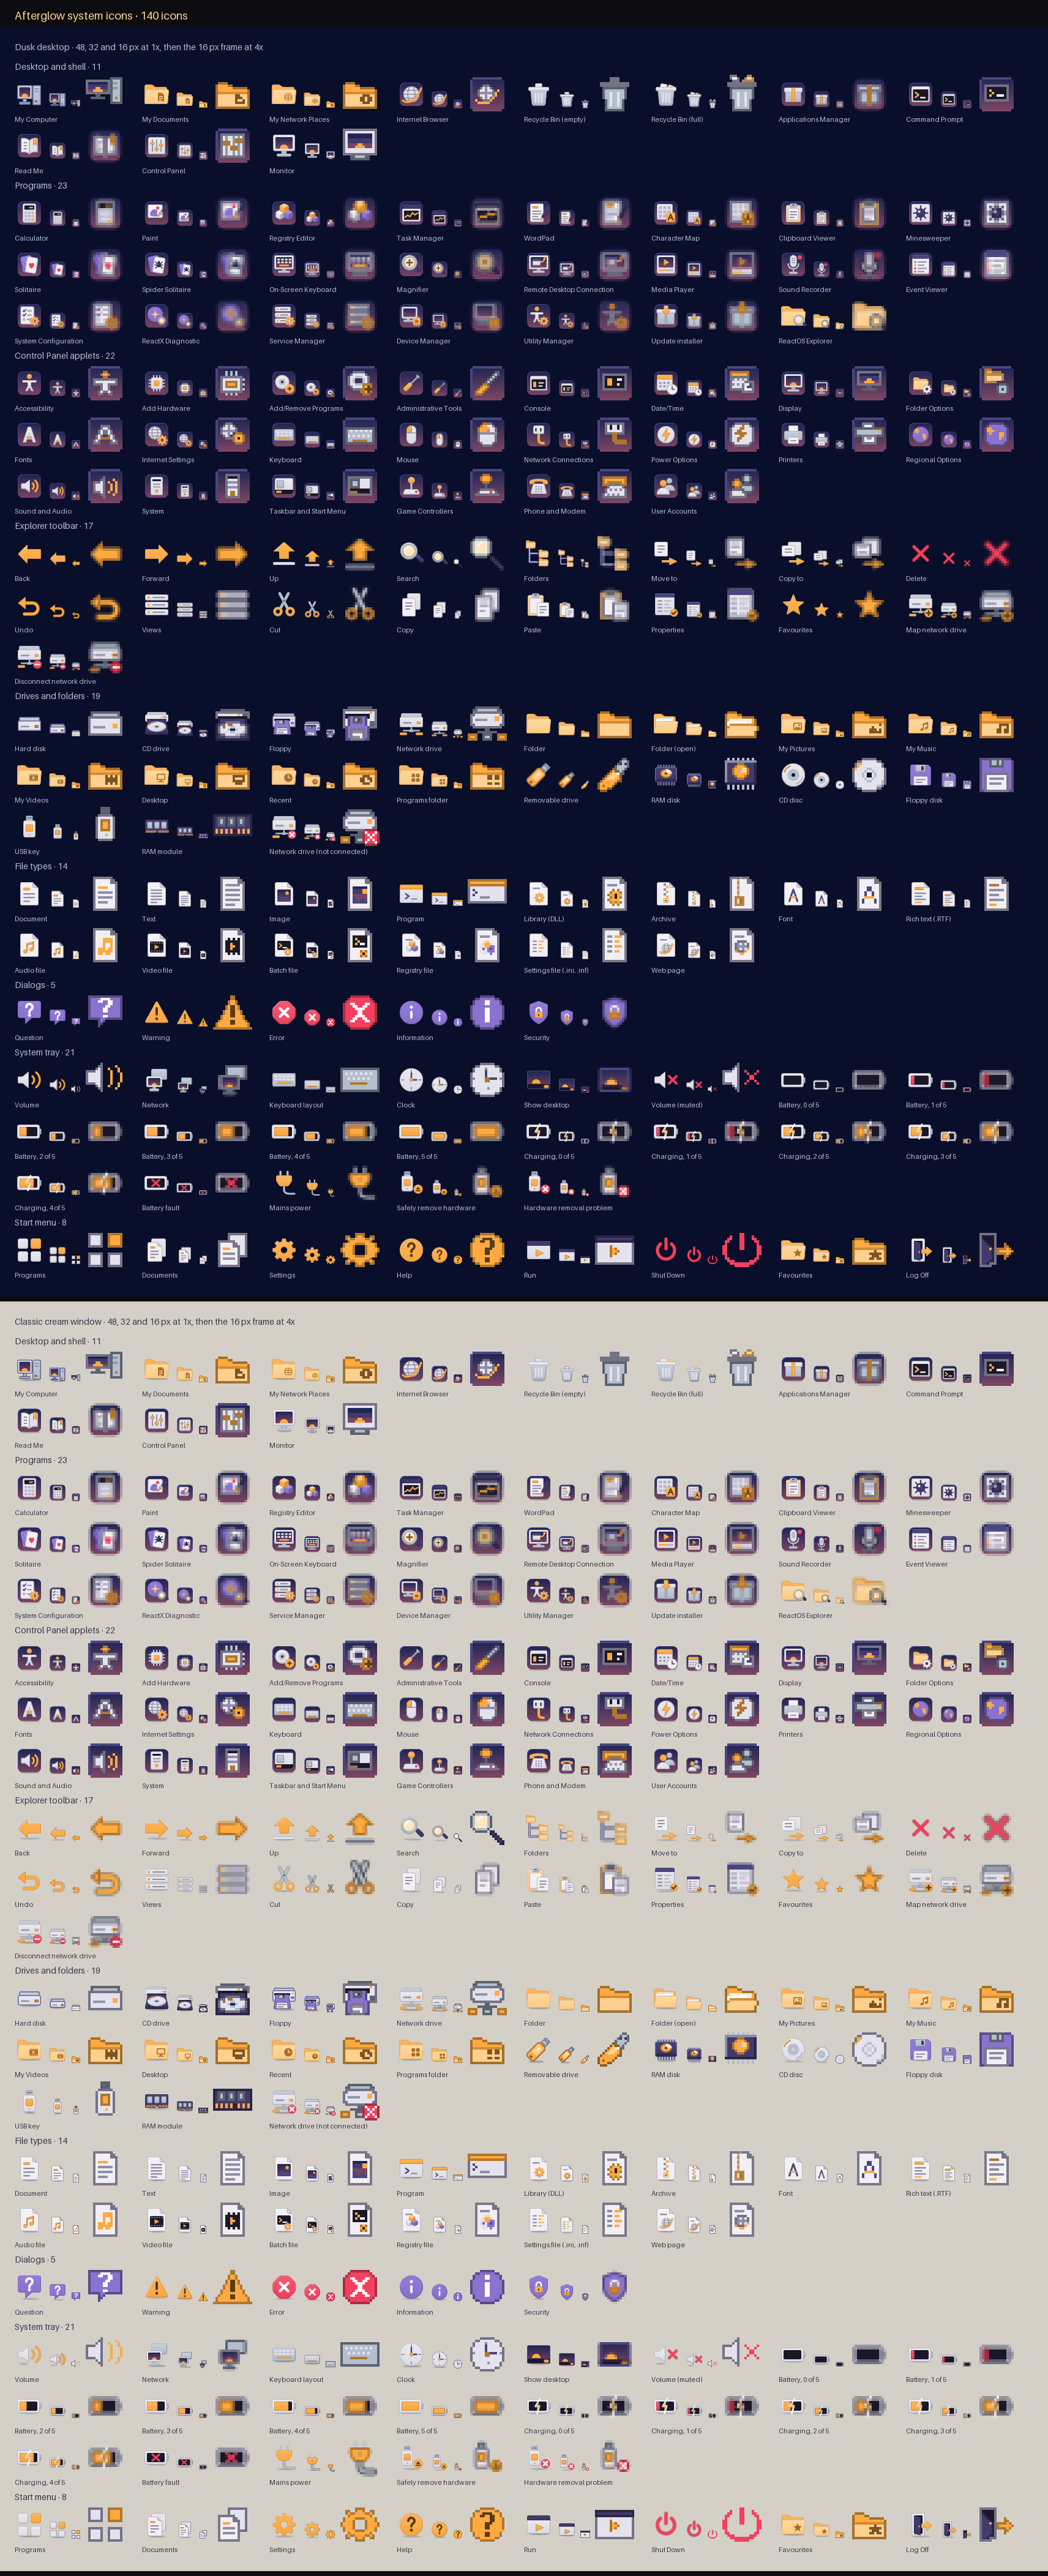 Afterglow system icons · 140 icons
Dusk desktop · 48, 32 and 16 px at 1x, then the 16 px frame at 4x
Desktop and shell · 11
My Computer My Documents My Network Places Internet Browser Recycle Bin (empty) Recycle Bin (full) Applications Manager Command Prompt
Read Me Control Panel Monitor
Programs · 23
Calculator Paint Registry Editor Task Manager WordPad Character Map Clipboard Viewer Minesweeper
Solitaire Spider Solitaire On-Screen Keyboard Magnifier Remote Desktop Connection Media Player Sound Recorder Event Viewer
System Configuration ReactX Diagnostic Service Manager Device Manager Utility Manager Update installer ReactOS Explorer
Control Panel applets · 22
Accessibility Add Hardware Add/Remove Programs Administrative Tools Console Date/Time Display Folder Options
Fonts Internet Settings Keyboard Mouse Network Connections Power Options Printers Regional Options
Sound and Audio System Taskbar and Start Menu Game Controllers Phone and Modem User Accounts
Explorer toolbar · 17
Back Forward Up Search Folders Move to Copy to Delete
Undo Views Cut Copy Paste Properties Favourites Map network drive
Disconnect network drive
Drives and folders · 19
Hard disk CD drive Floppy Network drive Folder Folder (open) My Pictures My Music
My Videos Desktop Recent Programs folder Removable drive RAM disk CD disc Floppy disk
USB key RAM module Network drive (not connected)
File types · 14
Document Text Image Program Library (DLL) Archive Font Rich text (.RTF)
Audio file Video file Batch file Registry file Settings file (.ini, .inf) Web page
Dialogs · 5
Question Warning Error Information Security
System tray · 21
Volume Network Keyboard layout Clock Show desktop Volume (muted) Battery, 0 of 5 Battery, 1 of 5
Battery, 2 of 5 Battery, 3 of 5 Battery, 4 of 5 Battery, 5 of 5 Charging, 0 of 5 Charging, 1 of 5 Charging, 2 of 5 Charging, 3 of 5
Charging, 4 of 5 Battery fault Mains power Safely remove hardware Hardware removal problem
Start menu · 8
Programs Documents Settings Help Run Shut Down Favourites Log Off
Classic cream window · 48, 32 and 16 px at 1x, then the 16 px frame at 4x
Desktop and shell · 11
My Computer My Documents My Network Places Internet Browser Recycle Bin (empty) Recycle Bin (full) Applications Manager Command Prompt
Read Me Control Panel Monitor
Programs · 23
Calculator Paint Registry Editor Task Manager WordPad Character Map Clipboard Viewer Minesweeper
Solitaire Spider Solitaire On-Screen Keyboard Magnifier Remote Desktop Connection Media Player Sound Recorder Event Viewer
System Configuration ReactX Diagnostic Service Manager Device Manager Utility Manager Update installer ReactOS Explorer
Control Panel applets · 22
Accessibility Add Hardware Add/Remove Programs Administrative Tools Console Date/Time Display Folder Options
Fonts Internet Settings Keyboard Mouse Network Connections Power Options Printers Regional Options
Sound and Audio System Taskbar and Start Menu Game Controllers Phone and Modem User Accounts
Explorer toolbar · 17
Back Forward Up Search Folders Move to Copy to Delete
Undo Views Cut Copy Paste Properties Favourites Map network drive
Disconnect network drive
Drives and folders · 19
Hard disk CD drive Floppy Network drive Folder Folder (open) My Pictures My Music
My Videos Desktop Recent Programs folder Removable drive RAM disk CD disc Floppy disk
USB key RAM module Network drive (not connected)
File types · 14
Document Text Image Program Library (DLL) Archive Font Rich text (.RTF)
Audio file Video file Batch file Registry file Settings file (.ini, .inf) Web page
Dialogs · 5
Question Warning Error Information Security
System tray · 21
Volume Network Keyboard layout Clock Show desktop Volume (muted) Battery, 0 of 5 Battery, 1 of 5
Battery, 2 of 5 Battery, 3 of 5 Battery, 4 of 5 Battery, 5 of 5 Charging, 0 of 5 Charging, 1 of 5 Charging, 2 of 5 Charging, 3 of 5
Charging, 4 of 5 Battery fault Mains power Safely remove hardware Hardware removal problem
Start menu · 8
Programs Documents Settings Help Run Shut Down Favourites Log Off